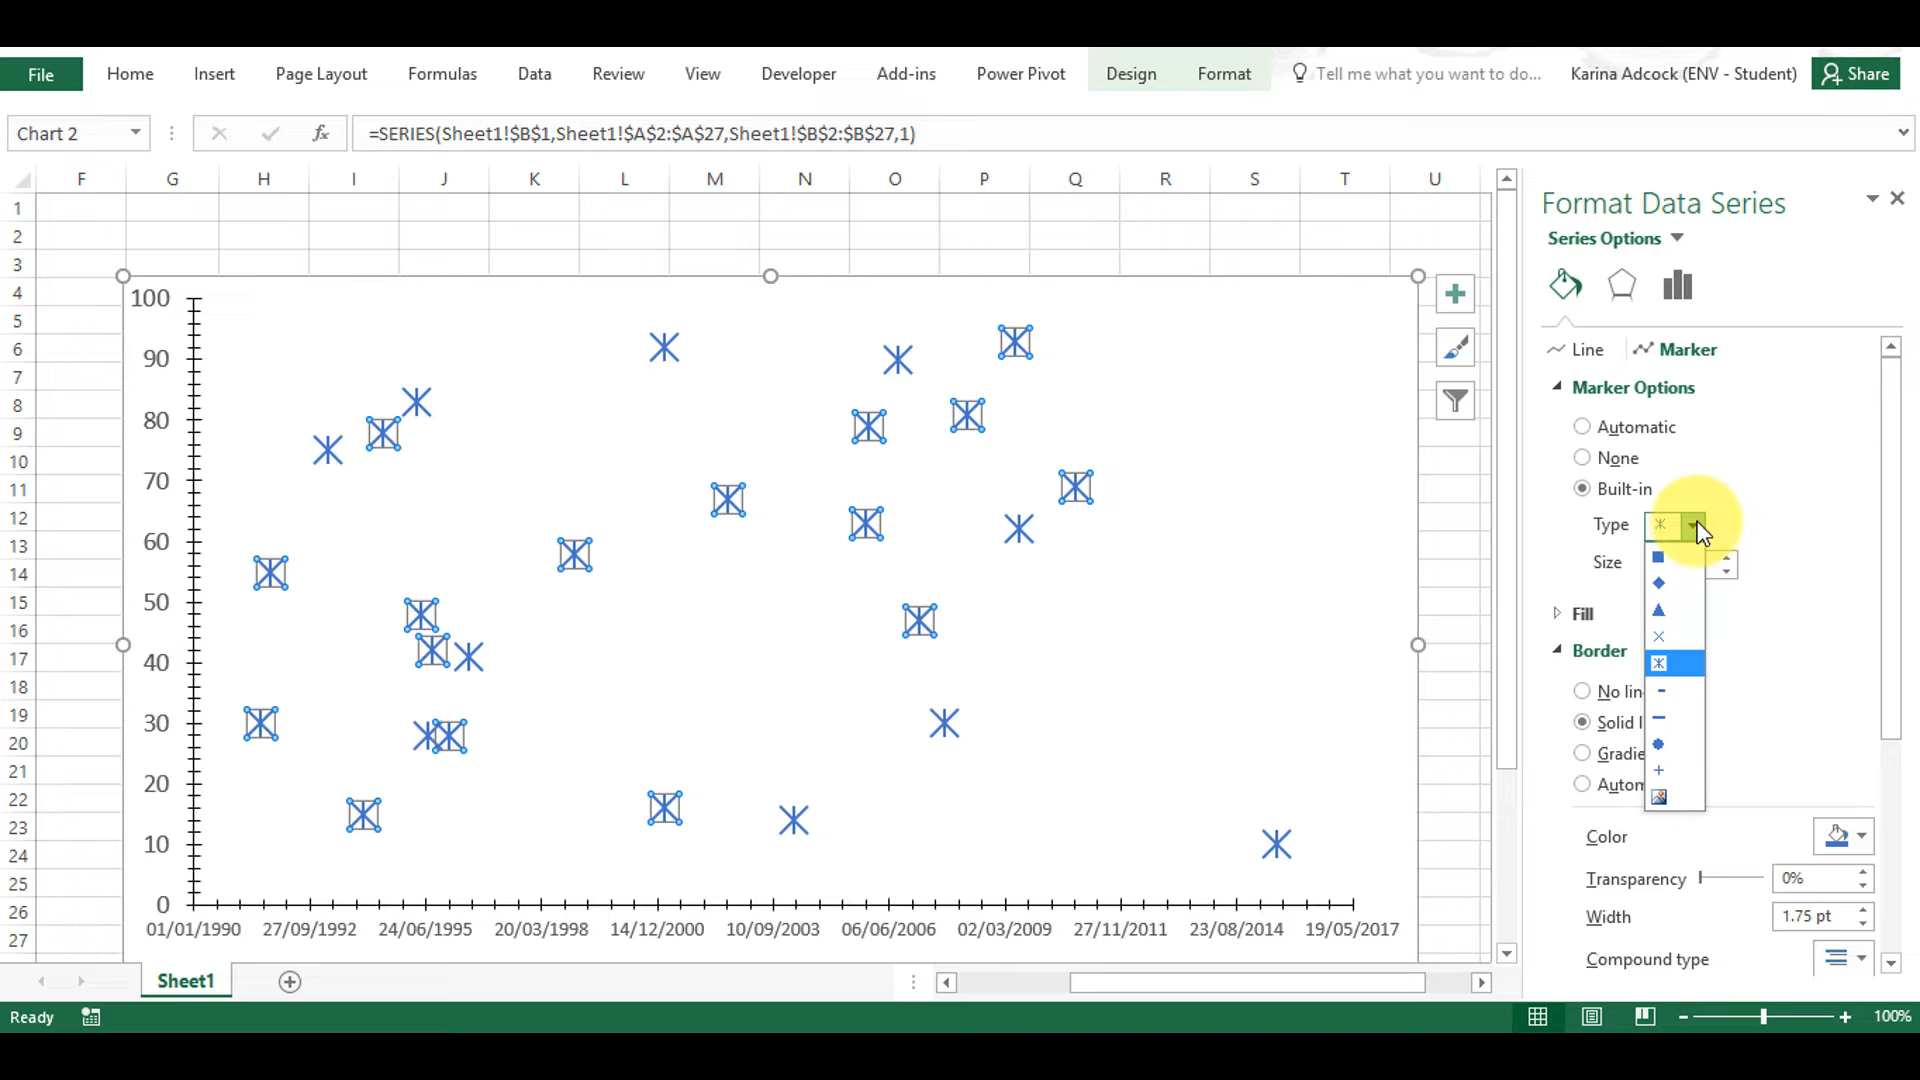 File Home Insert Page Layout Formulas Data Review View Developer Add-ins Power Pivot Design Format Tell me what you want to do... Karina Adcock (ENV - Student) Share
Chart 2 fx =SERIES(Sheet1!$B$1,Sheet1!$A$2:$A$27,Sheet1!$B$2:$B$27,1)
F G H I J K L M N O P Q R S T U
1
2
3
4
5
6
7
8
9
10
11
12
13
14
15
16
17
18
19
20
21
22
23
24
25
26
27
100
90
80
70
60
50
40
30
20
10
0
01/01/1990 27/09/1992 24/06/1995 20/03/1998 14/12/2000 10/09/2003 06/06/2006 02/03/2009 27/11/2011 23/08/2014 19/05/2017
Format Data Series
Series Options
Line Marker
Marker Options
Automatic
None
Built-in
Type
Size
Fill
Border
No lin
Solid l
Gradie
Autom
Color
Transparency 0%
Width 1.75 pt
Compound type
Sheet1
Ready 100%